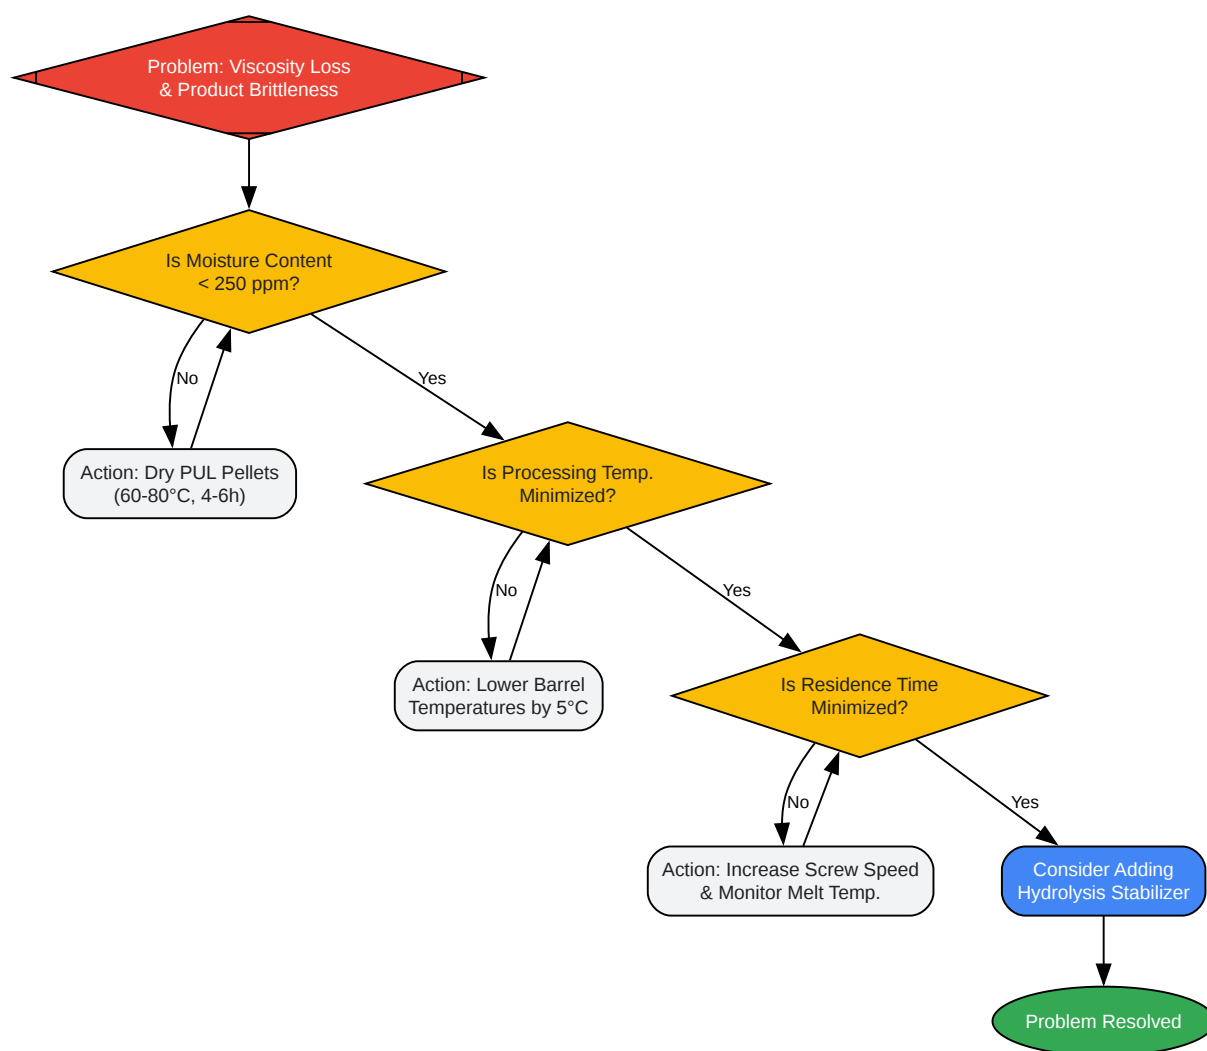 Problem: Viscosity Loss
& Product Brittleness
Is Moisture Content
< 250 ppm?
No
Yes
Action: Dry PUL Pellets
(60-80°C, 4-6h)
Is Processing Temp.
Minimized?
No
Yes
Action: Lower Barrel
Temperatures by 5°C
Is Residence Time
Minimized?
No
Yes
Action: Increase Screw Speed
& Monitor Melt Temp.
Consider Adding
Hydrolysis Stabilizer
Problem Resolved